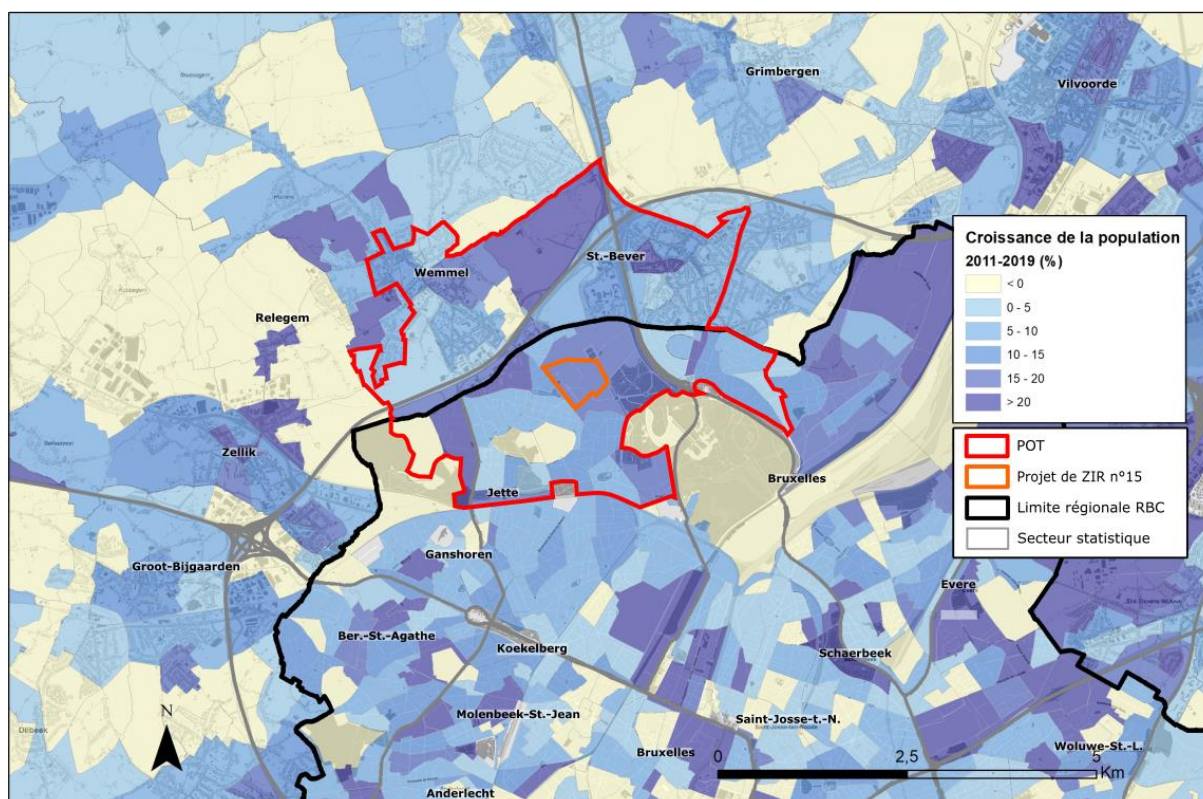 Grimbergen
Vilvoorde
St.-Bever
Wemmel
Relegem
Zellik
Jette
Bruxelles
Ganshoren
Groot-Bijgaarden
Evere
Ber.-St.-Agathe
Koekelberg
Schaerbeek
Molenbeek-St.-Jean
Saint-Josse-t.-N.
Bruxelles
Woluwe-St.-L.
Anderlecht
Dilbeek
N
0 2,5 5
Km
Croissance de la population
2011-2019 (%)
< 0
0 - 5
5 - 10
10 - 15
15 - 20
> 20
POT
Projet de ZIR n°15
Limite régionale RBC
Secteur statistique